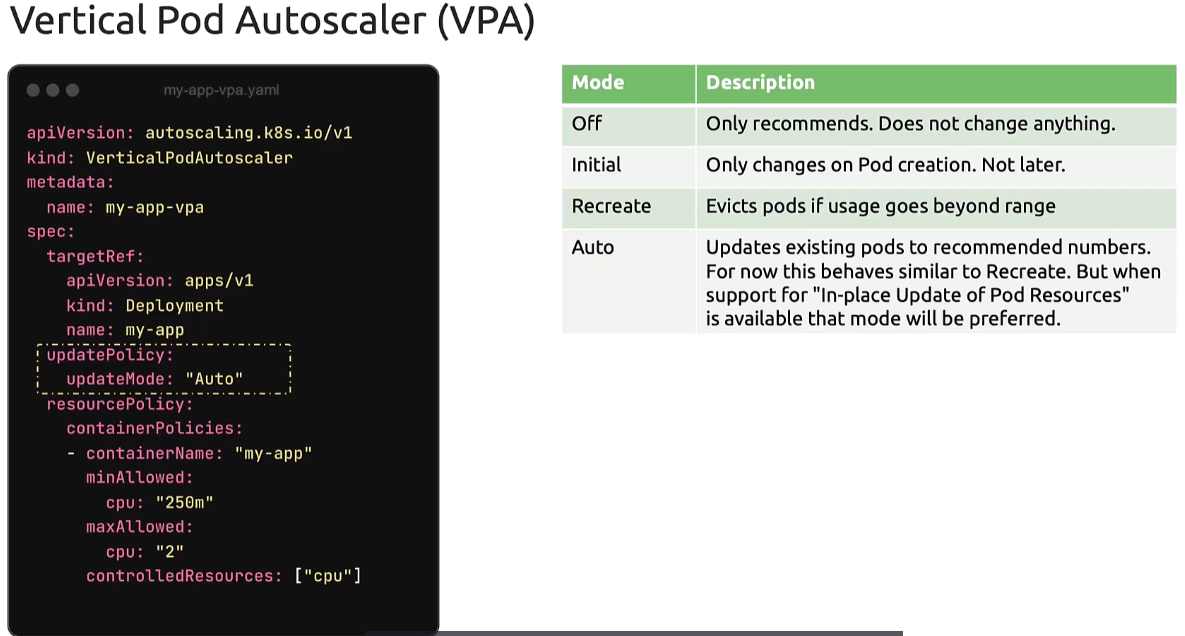 Vertical Pod Autoscaler (VPA)
my-app-vpa.yaml
apiVersion: autoscaling.k8s.io/v1
kind: VerticalPodAutoscaler
metadata:
  name: my-app-vpa
spec:
  targetRef:
    apiVersion: apps/v1
    kind: Deployment
    name: my-app
  updatePolicy:
    updateMode: "Auto"
  resourcePolicy:
    containerPolicies:
    - containerName: "my-app"
      minAllowed:
        cpu: "250m"
      maxAllowed:
        cpu: "2"
      controlledResources: ["cpu"]
Mode Description
Off Only recommends. Does not change anything.
Initial Only changes on Pod creation. Not later.
Recreate Evicts pods if usage goes beyond range
Auto Updates existing pods to recommended numbers.
For now this behaves similar to Recreate. But when
support for "In-place Update of Pod Resources"
is available that mode will be preferred.